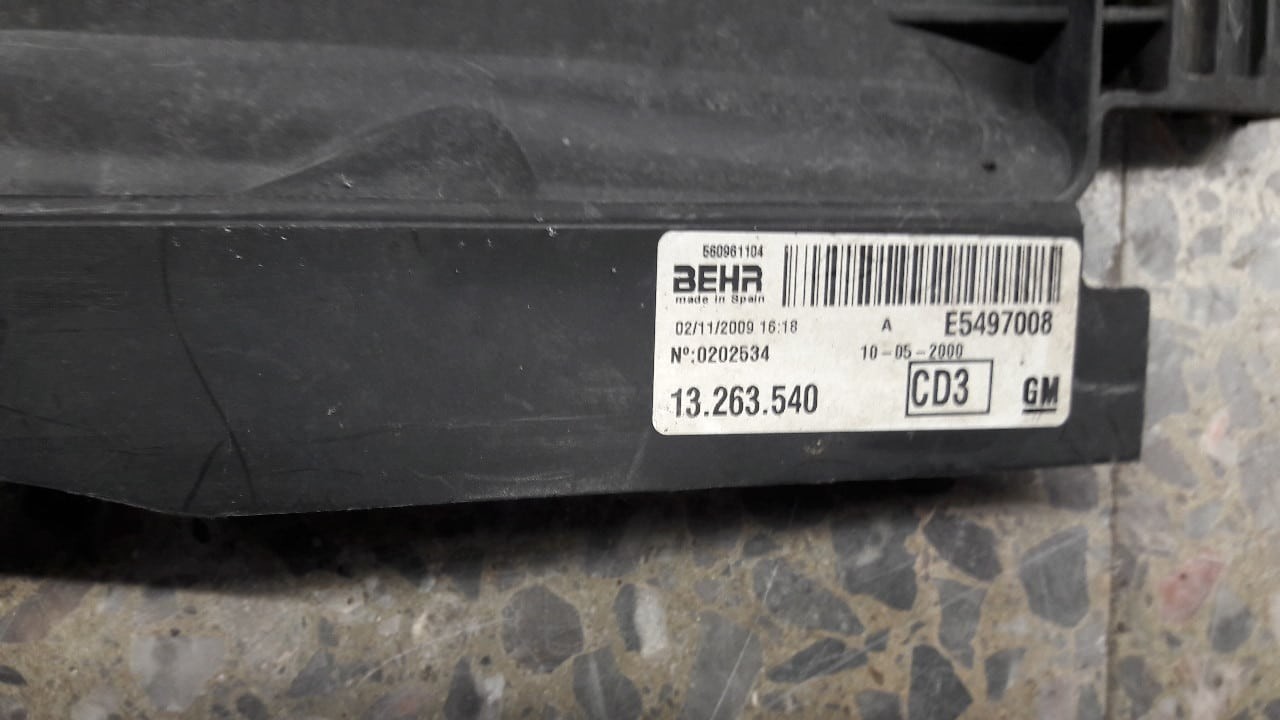 560961104
BEHR
made in Spain
02/11/2009 16:18 A E5497008
Nº:0202534 10-05-2000
13.263.540 CD3 GM